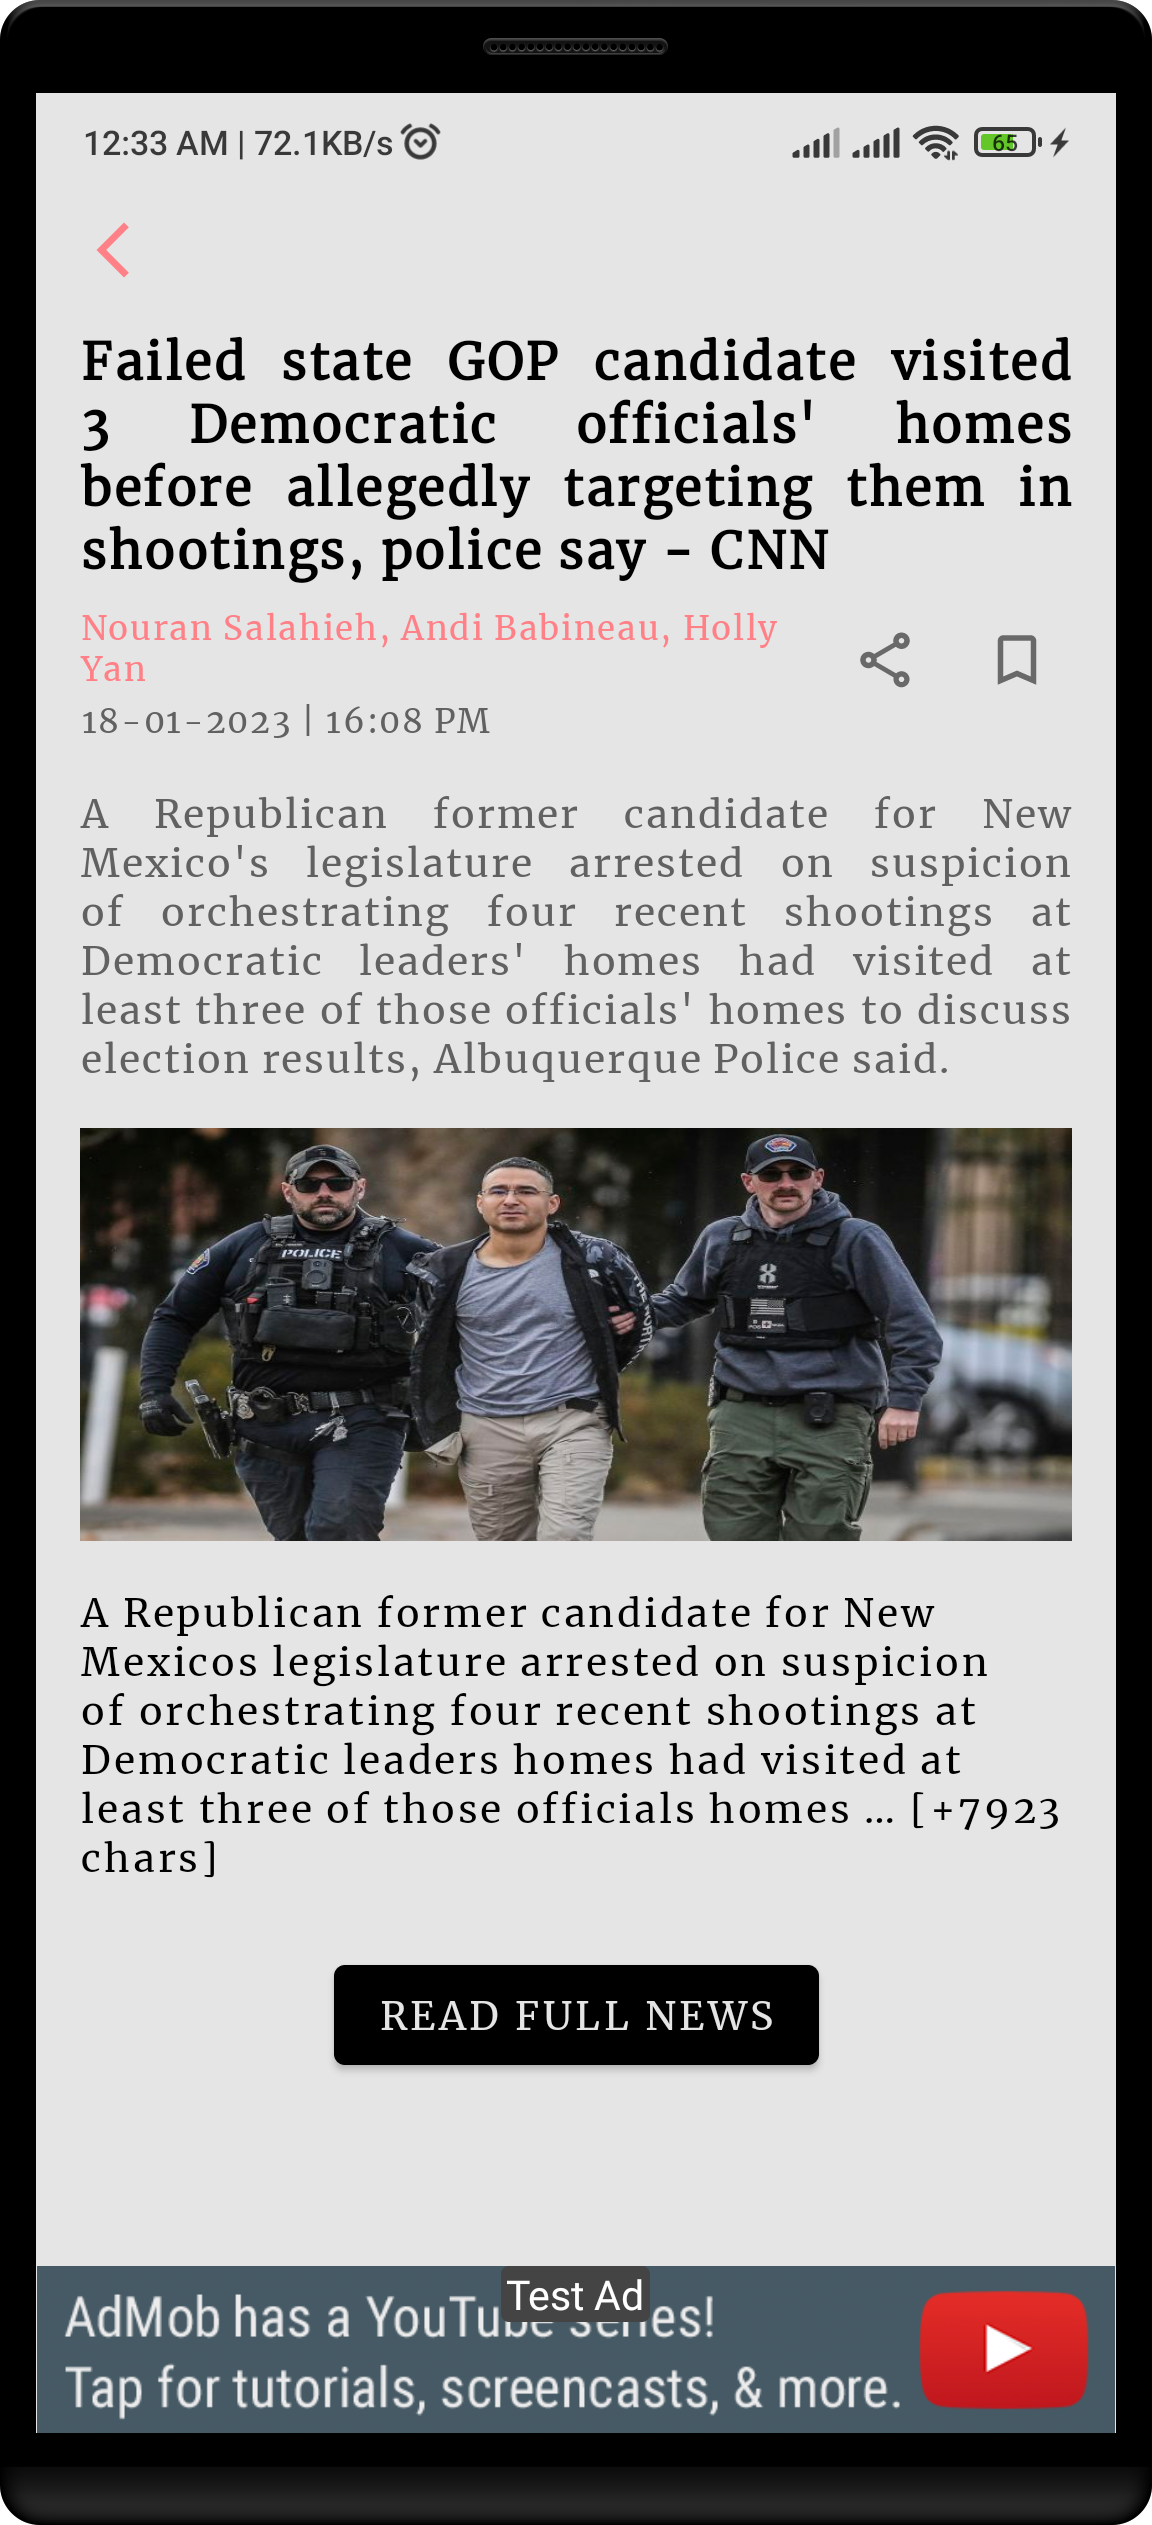 12:33 AM | 72.1KB/s
65
Failed state GOP candidate visited
3 Democratic officials' homes
before allegedly targeting them in
shootings, police say - CNN
Nouran Salahieh, Andi Babineau, Holly
Yan
18-01-2023 | 16:08 PM
A Republican former candidate for New
Mexico's legislature arrested on suspicion
of orchestrating four recent shootings at
Democratic leaders' homes had visited at
least three of those officials' homes to discuss
election results, Albuquerque Police said.
POLICE
A Republican former candidate for New
Mexicos legislature arrested on suspicion
of orchestrating four recent shootings at
Democratic leaders homes had visited at
least three of those officials homes … [+7923
chars]
READ FULL NEWS
Test Ad
AdMob has a YouTube series!
Tap for tutorials, screencasts, & more.